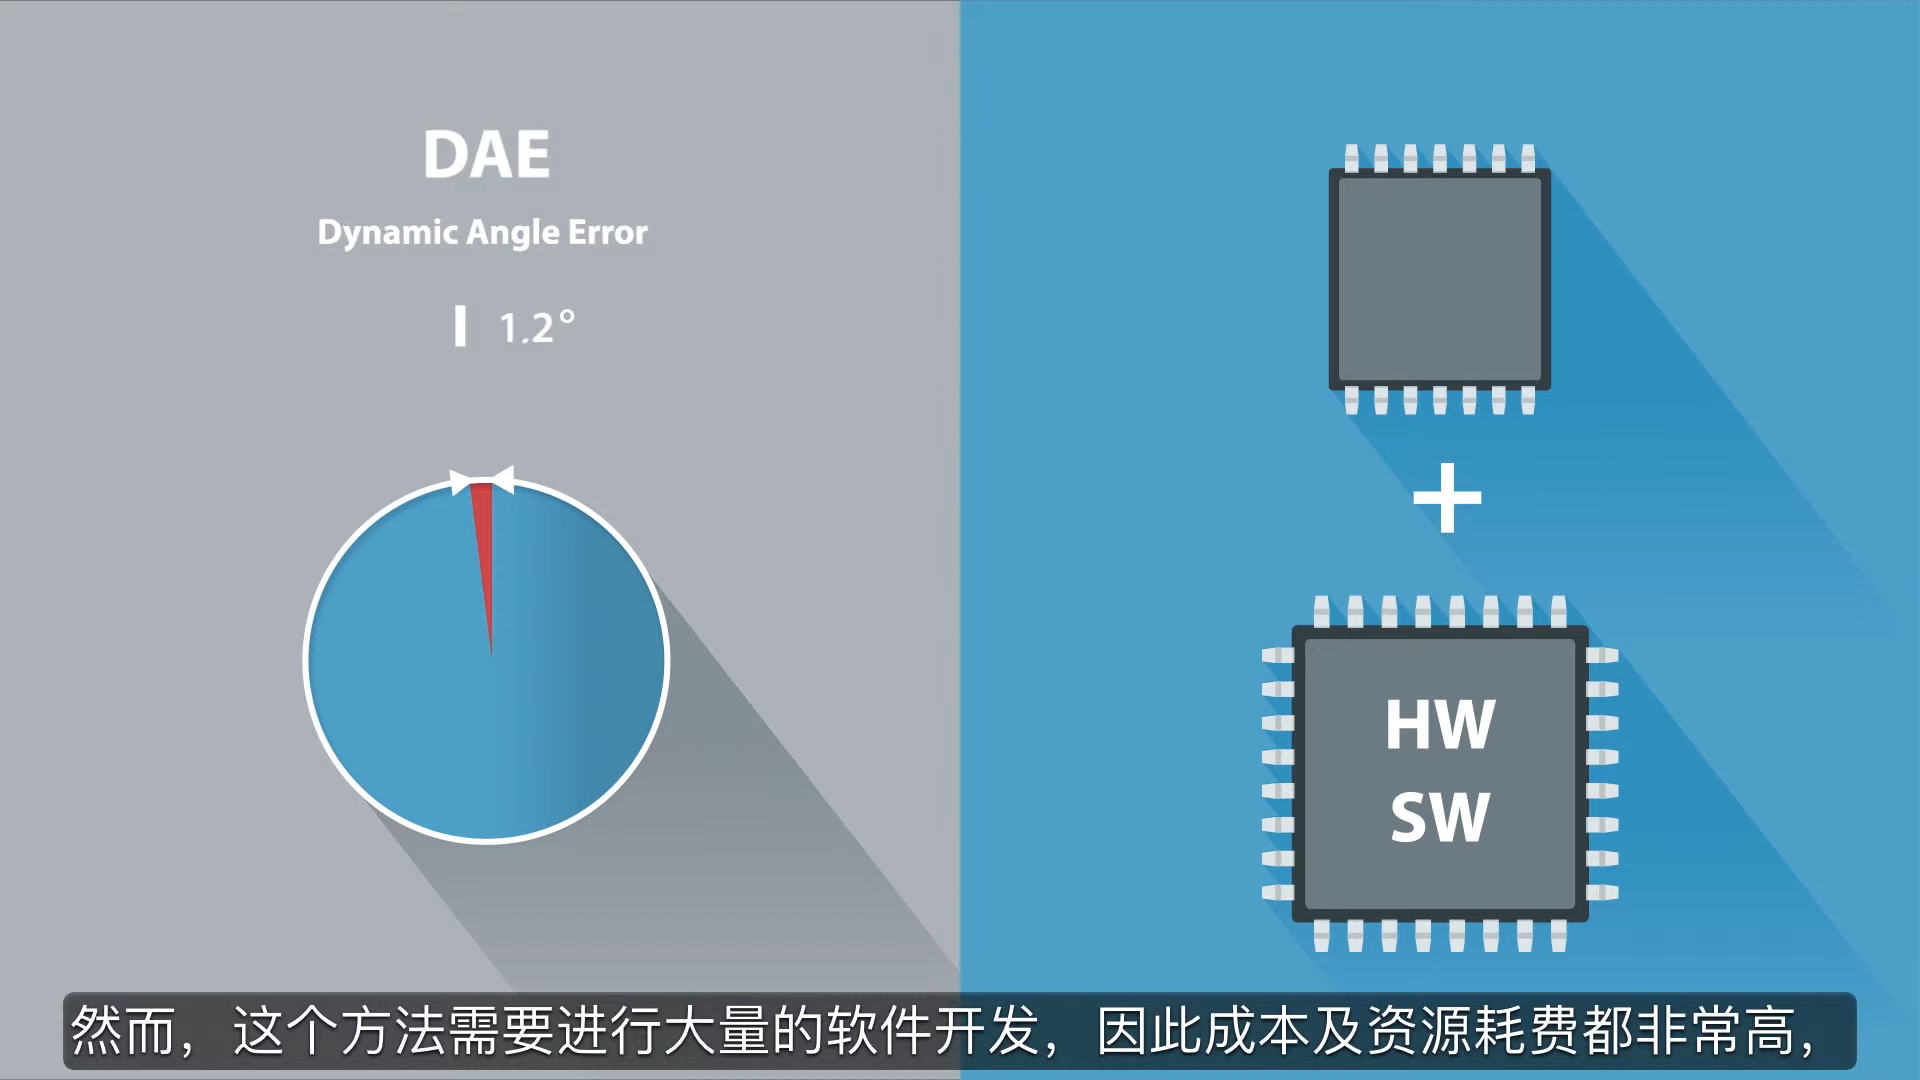 DAE
Dynamic Angle Error
1.2°
+
HW
SW
然而，这个方法需要进行大量的软件开发，因此成本及资源耗费都非常高，